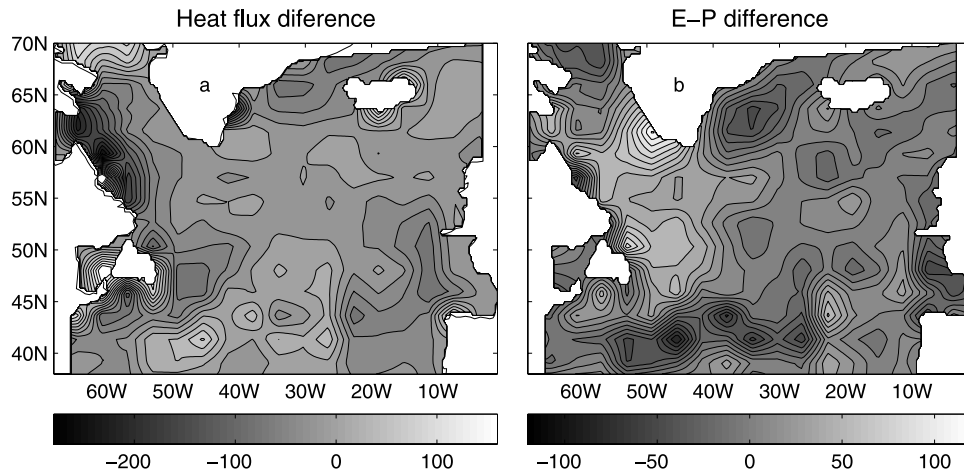 Heat flux diference
E−P difference
70N
65N
60N
55N
50N
45N
40N
a
b
60W 50W 40W 30W 20W 10W
60W 50W 40W 30W 20W 10W
−200 −100 0 100
−100 −50 0 50 100